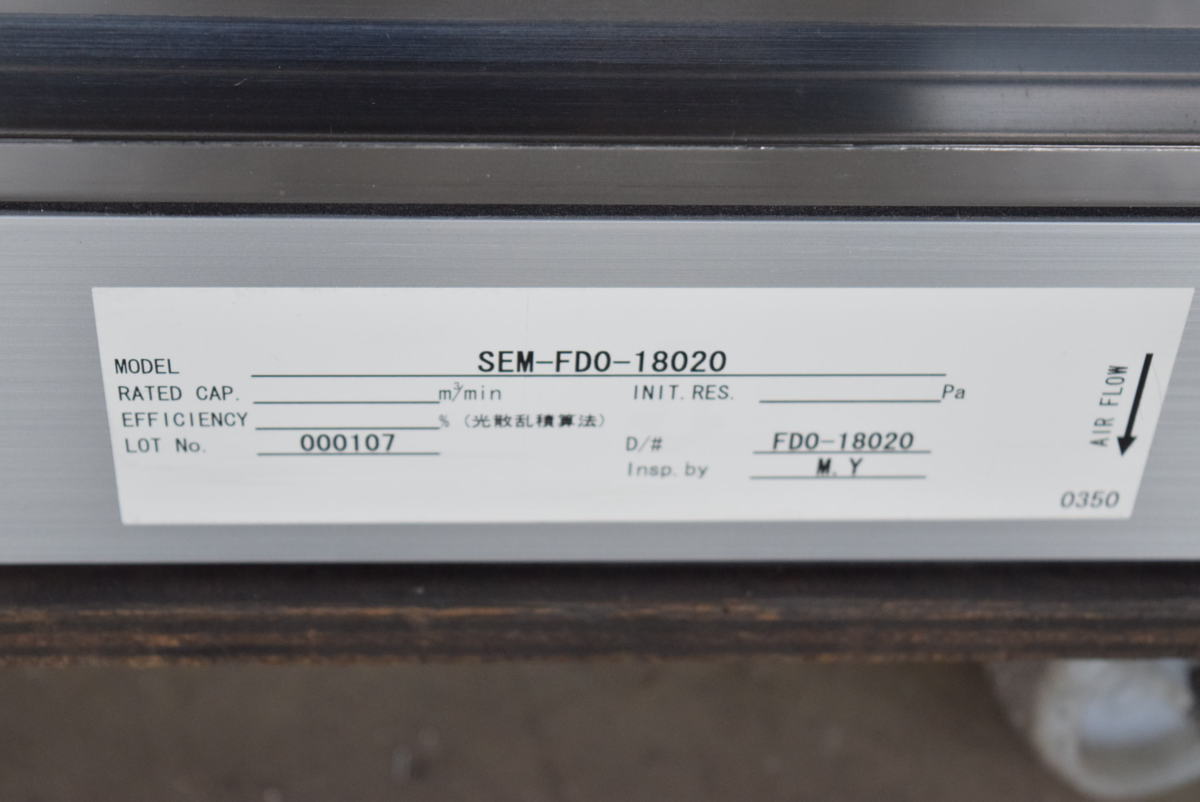 MODEL SEM-FDO-18020
RATED CAP. m³/min INIT.RES. Pa
EFFICIENCY % (光散乱積算法)
LOT No. 000107 D/# FDO-18020
Insp.by M.Y
AIR FLOW
0350